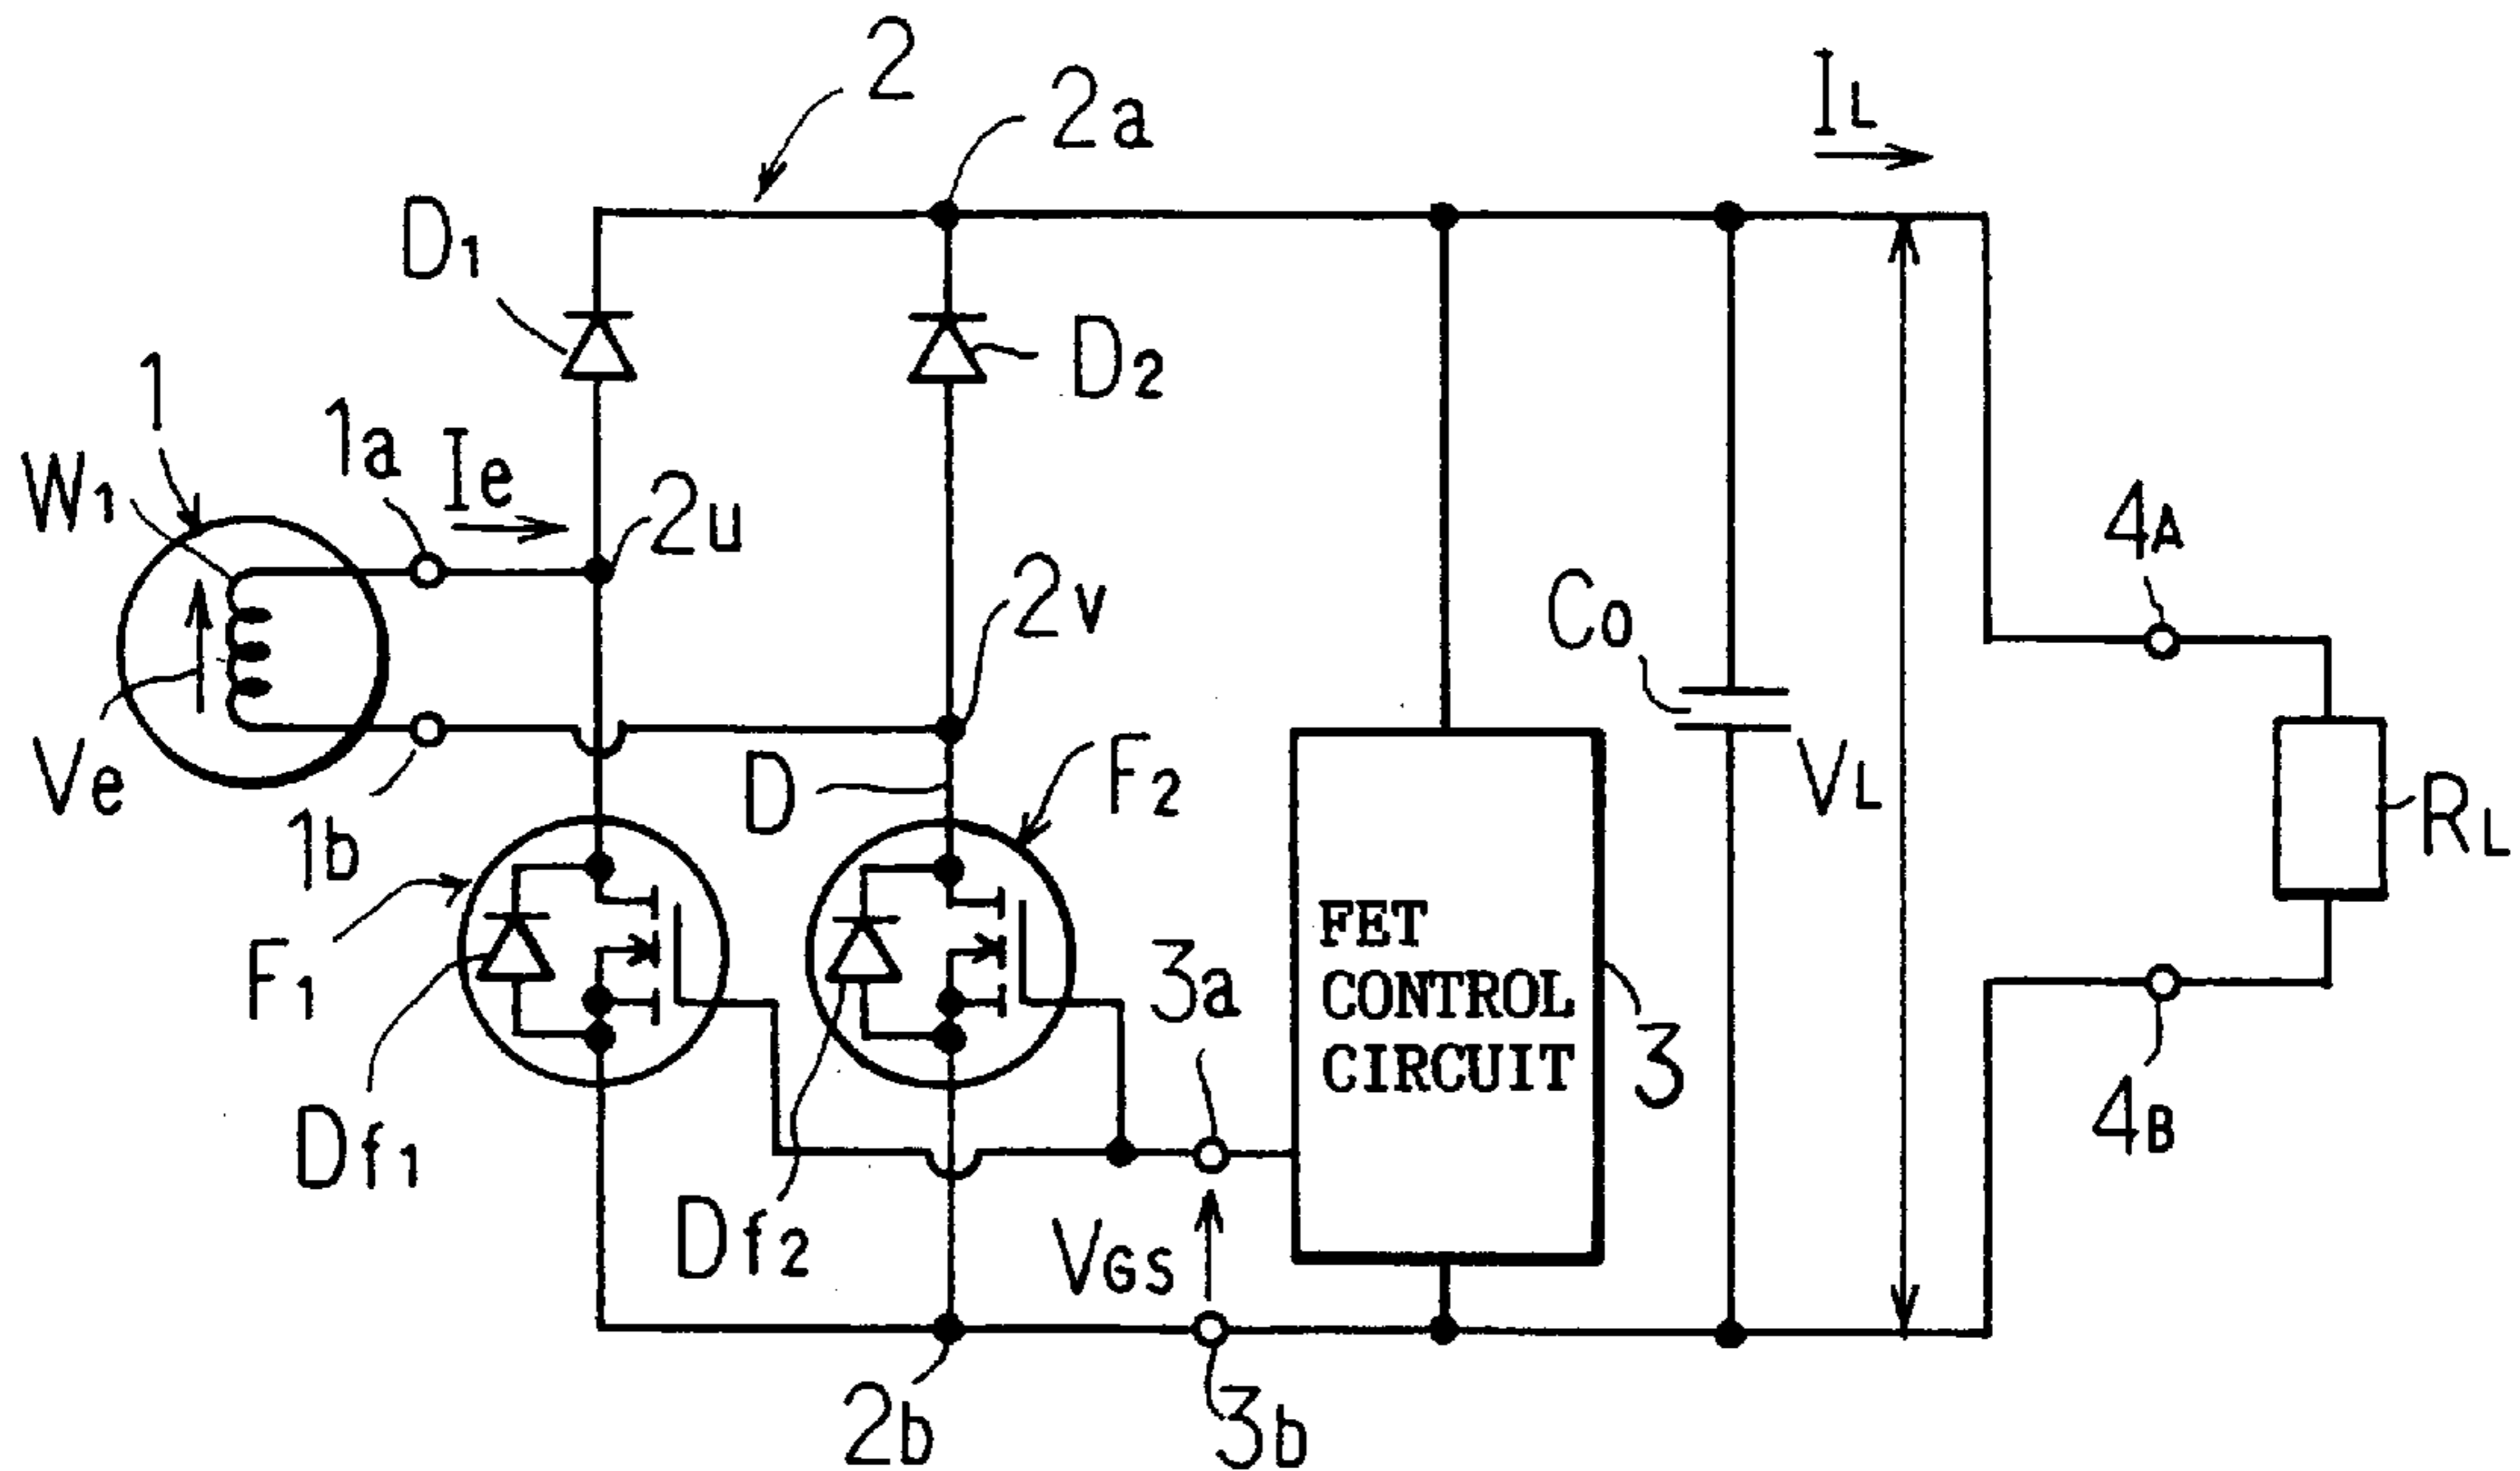 2
2a
IL
D1
D2
1
1a
Ie
W1
2u
4A
2v
Co
Ve
1b
D
F2
VL
RL
F1
3a
FET
CONTROL
CIRCUIT
3
Df1
4B
Df2
VGS
2b
3b